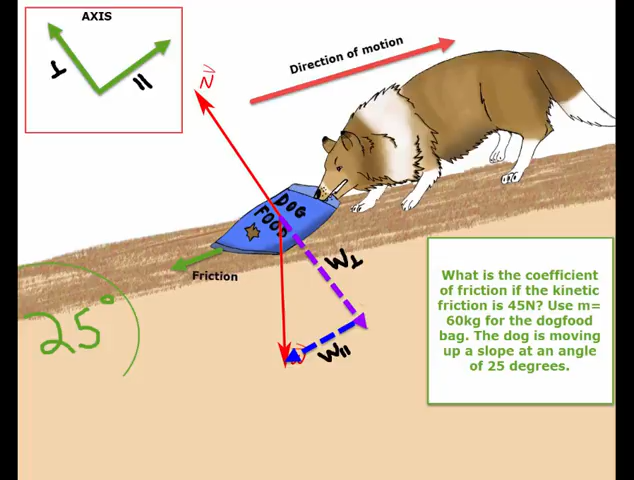 AXIS
⊥
||
N
Direction of motion
DOG
FOOD
Friction
W⊥
W||
25°
What is the coefficient
of friction if the kinetic
friction is 45N? Use m=
60kg for the dogfood
bag. The dog is moving
up a slope at an angle
of 25 degrees.